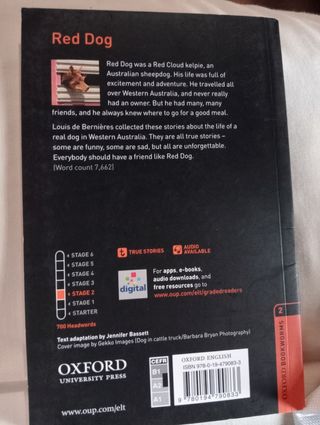 Red Dog
Red Dog was a Red Cloud kelpie, an
Australian sheepdog. His life was full of
excitement and adventure. He travelled all
over Western Australia, and never really
had an owner. But he had many, many
friends, and he always knew where to go for a good meal.
Louis de Bernières collected these stories about the life of a
real dog in Western Australia. They are all true stories –
some are funny, some are sad, but all are unforgettable.
Everybody should have a friend like Red Dog.
(Word count 7,662)
STAGE 6
STAGE 5
STAGE 4
STAGE 3
STAGE 2
STAGE 1
STARTER
700 Headwords
t TRUE STORIES
AUDIO
AVAILABLE
digital
For apps, e-books,
audio downloads, and
free resources go to
www.oup.com/elt/gradedreaders
Text adaptation by Jennifer Bassett
Cover image by Gekko Images (Dog in cattle truck/Barbara Bryan Photography)
OXFORD
UNIVERSITY PRESS
www.oup.com/elt
CEFR
B1
A2
A1
OXFORD ENGLISH
ISBN 978-0-19-479083-3
9 780194 790833
2
OXFORD BOOKWORMS